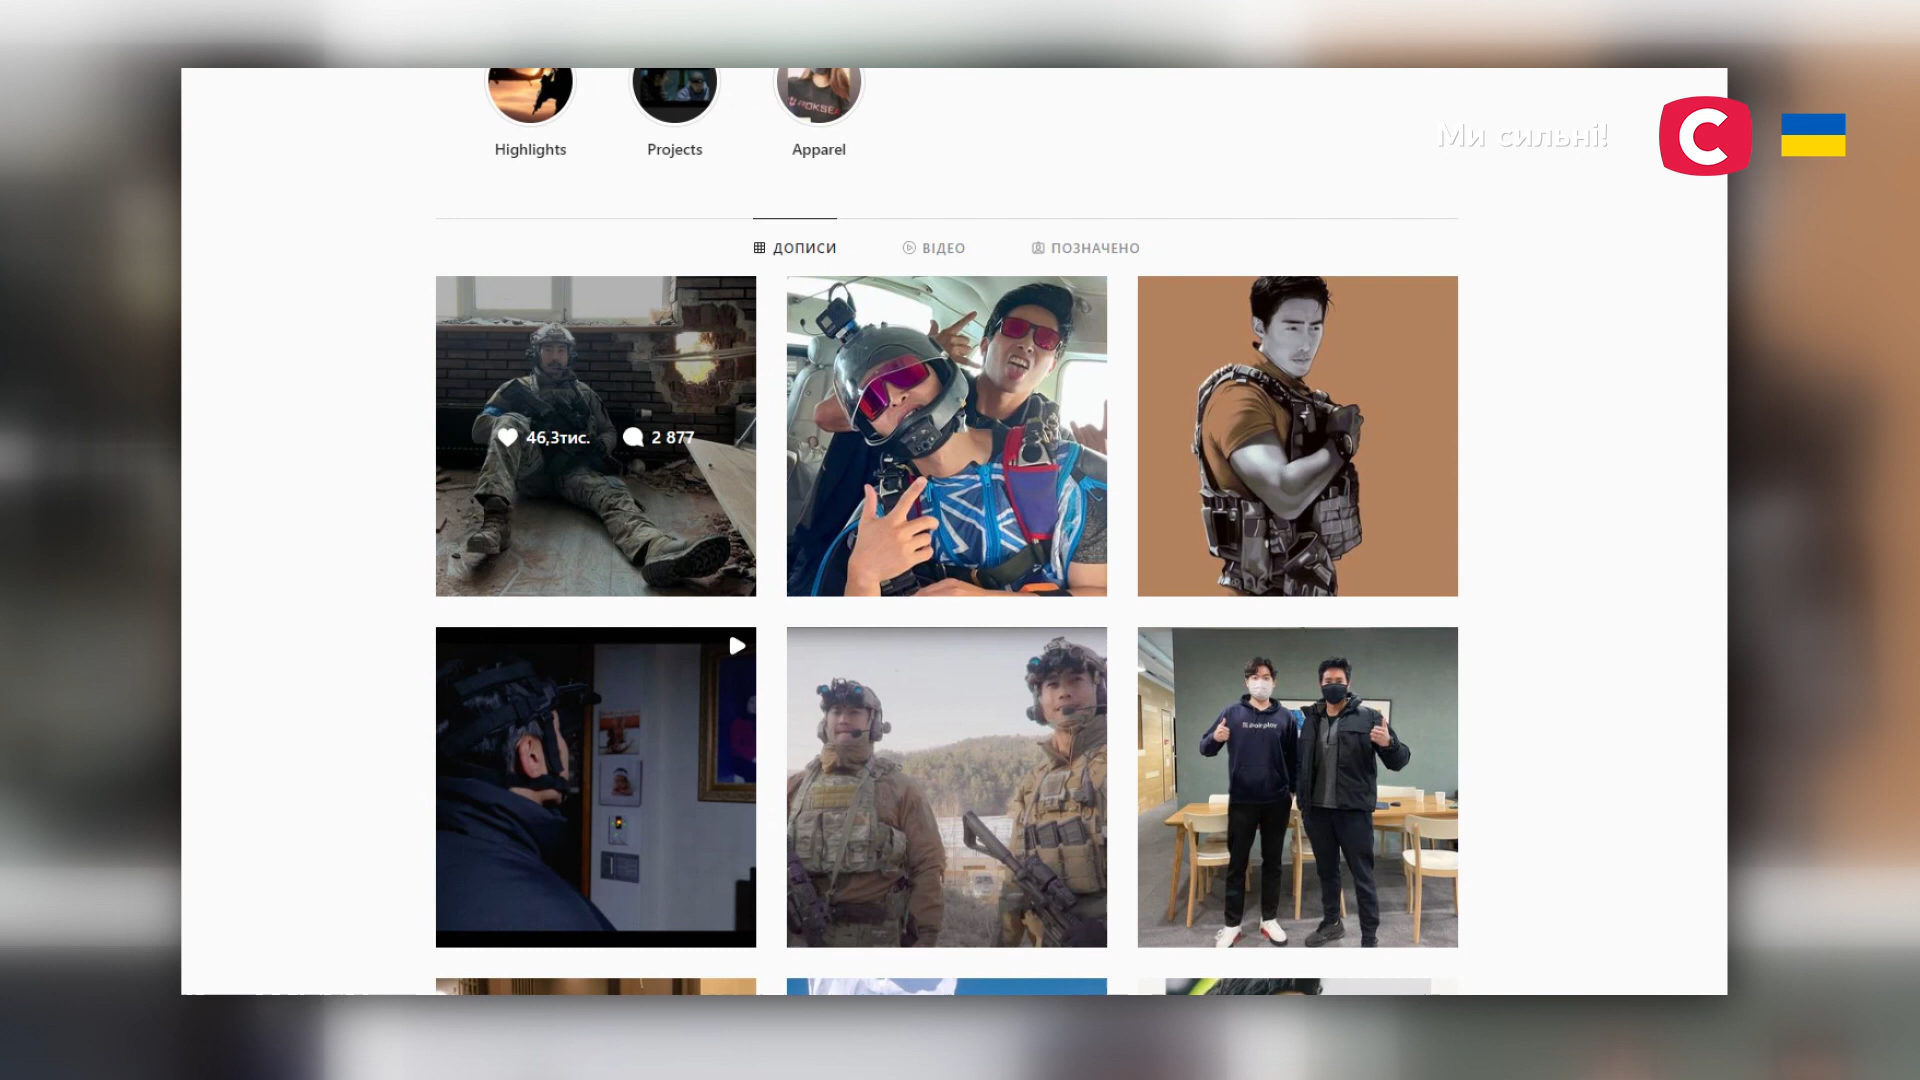 Highlights
Projects
Apparel
Ми сильні!
ДОПИСИ
ВІДЕО
ПОЗНАЧЕНО
46,3тис.
2 877